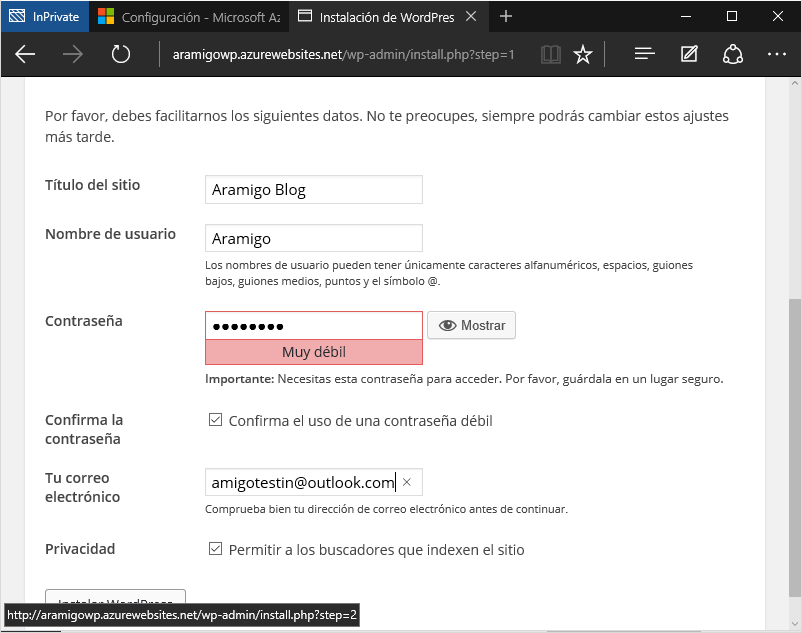 InPrivate
Configuración - Microsoft Az
Instalación de WordPres
aramigowp.azurewebsites.net/wp-admin/install.php?step=1
Por favor, debes facilitarnos los siguientes datos. No te preocupes, siempre podrás cambiar estos ajustes
más tarde.
Título del sitio
Aramigo Blog
Nombre de usuario
Aramigo
Los nombres de usuario pueden tener únicamente caracteres alfanuméricos, espacios, guiones
bajos, guiones medios, puntos y el símbolo @.
Contraseña
●●●●●●●●
Mostrar
Muy débil
Importante: Necesitas esta contraseña para acceder. Por favor, guárdala en un lugar seguro.
Confirma la
contraseña
Confirma el uso de una contraseña débil
Tu correo
electrónico
amigotestin@outlook.com
Comprueba bien tu dirección de correo electrónico antes de continuar.
Privacidad
Permitir a los buscadores que indexen el sitio
Instalar WordPress
http://aramigowp.azurewebsites.net/wp-admin/install.php?step=2